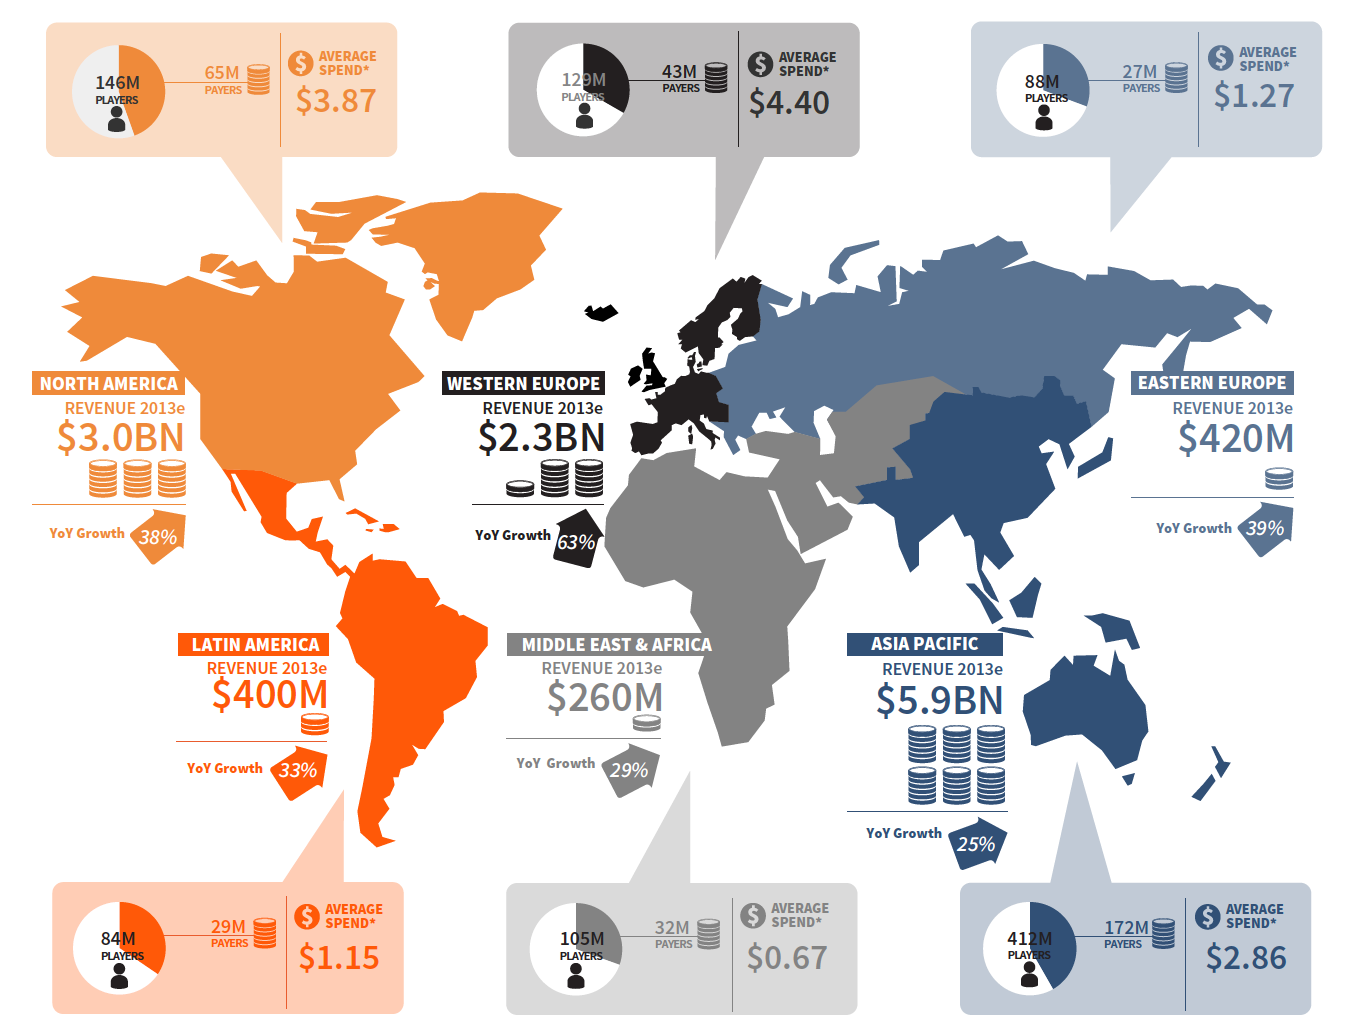 146M
PLAYERS
65M
PAYERS
$
AVERAGE
SPEND*
$3.87
129M
PLAYERS
43M
PAYERS
$
AVERAGE
SPEND*
$4.40
88M
PLAYERS
27M
PAYERS
$
AVERAGE
SPEND*
$1.27
NORTH AMERICA
REVENUE 2013e
$3.0BN
YoY Growth
38%
WESTERN EUROPE
REVENUE 2013e
$2.3BN
YoY Growth
63%
EASTERN EUROPE
REVENUE 2013e
$420M
YoY Growth
39%
LATIN AMERICA
REVENUE 2013e
$400M
YoY Growth
33%
MIDDLE EAST & AFRICA
REVENUE 2013e
$260M
YoY Growth
29%
ASIA PACIFIC
REVENUE 2013e
$5.9BN
YoY Growth
25%
84M
PLAYERS
29M
PAYERS
$
AVERAGE
SPEND*
$1.15
105M
PLAYERS
32M
PAYERS
$
AVERAGE
SPEND*
$0.67
412M
PLAYERS
172M
PAYERS
$
AVERAGE
SPEND*
$2.86